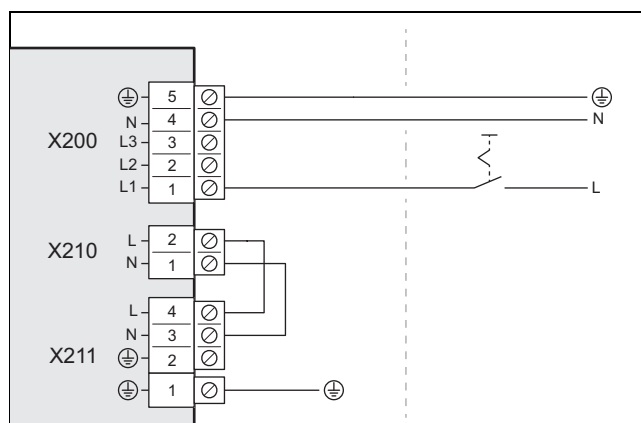 ⏚ 5 ⏚
N 4 N
X200
L3 3
L2 2
L1 1 L
X210
L 2
N 1
L 4
N 3
X211
⏚ 2
⏚ 1 ⏚